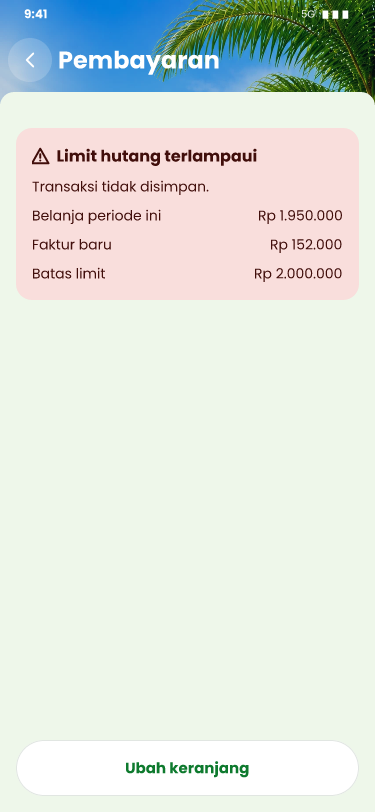 9:41
5G
Pembayaran
Limit hutang terlampaui
Transaksi tidak disimpan.
Belanja periode ini Rp 1.950.000
Faktur baru Rp 152.000
Batas limit Rp 2.000.000
Ubah keranjang